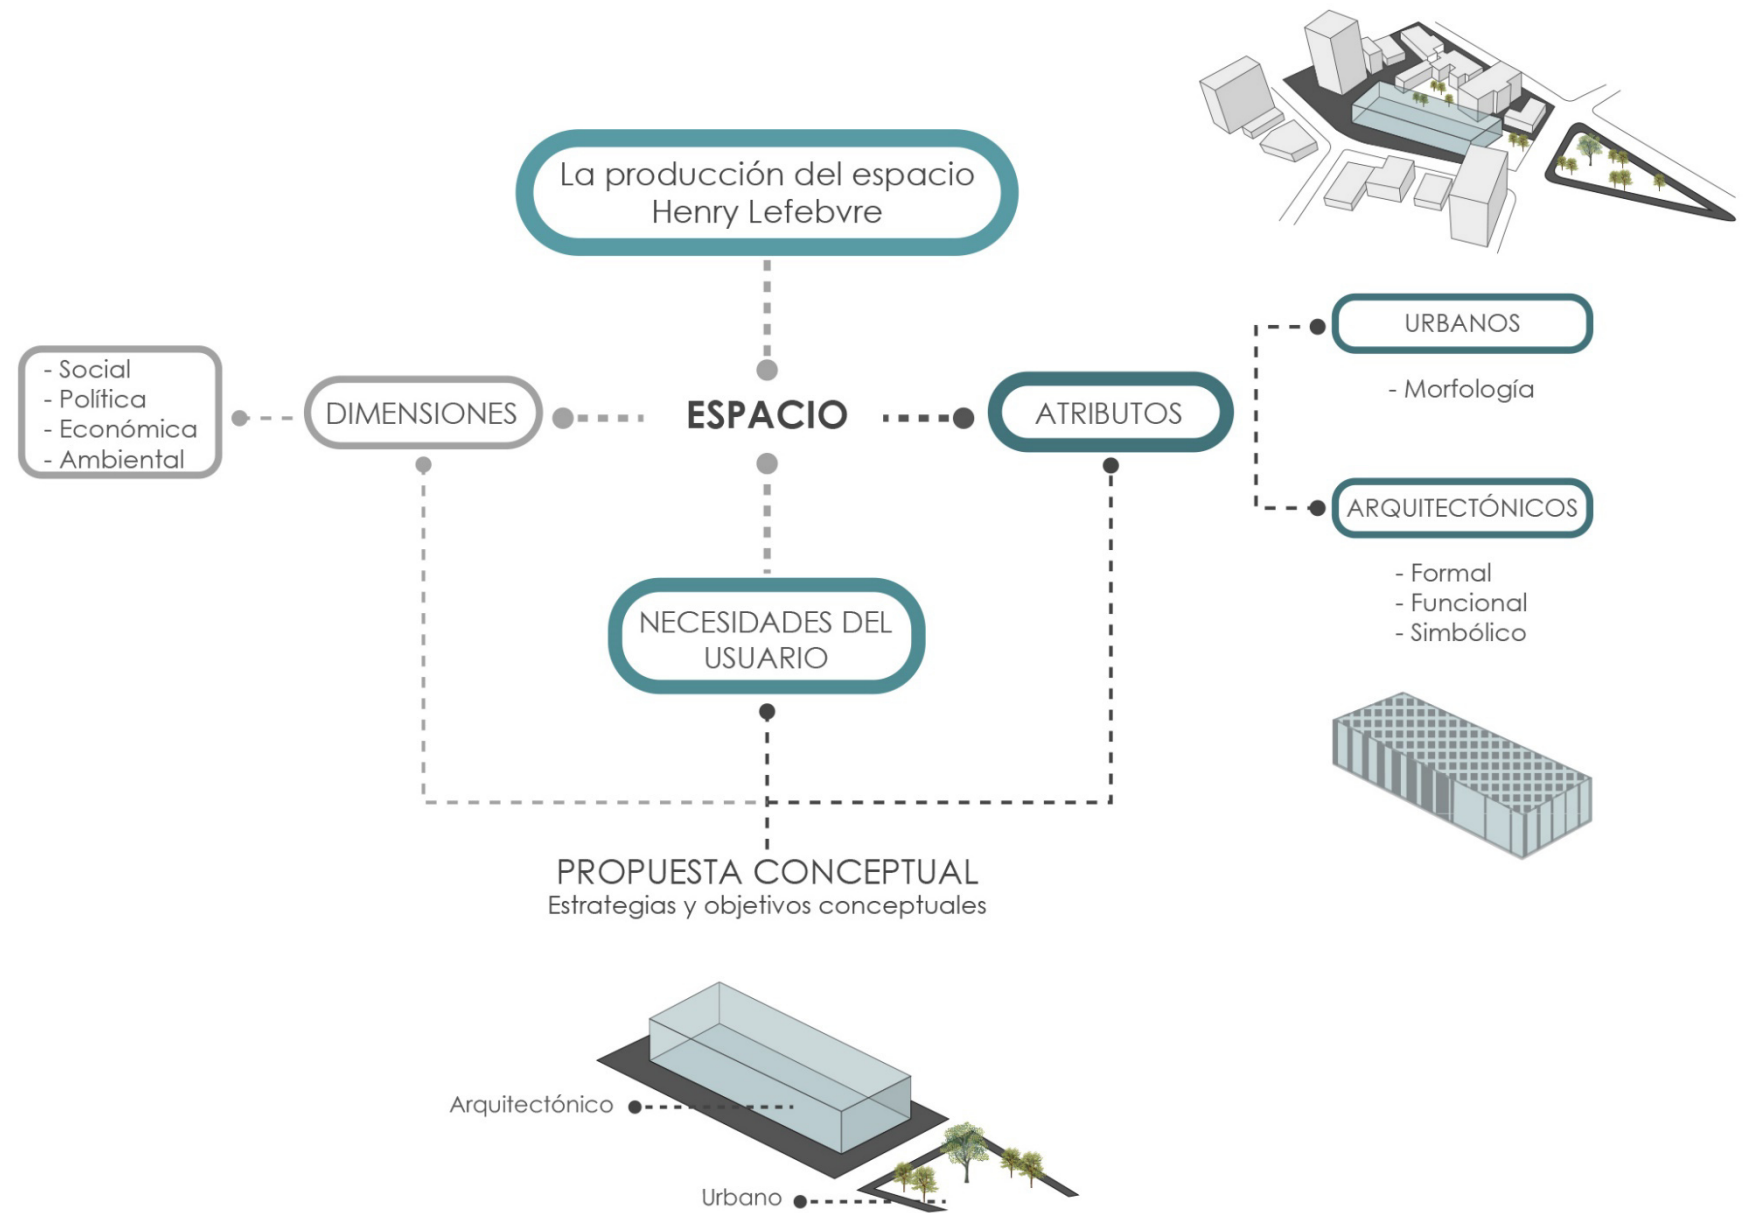 La producción del espacio
Henry Lefebvre
- Social
- Política
- Económica
- Ambiental
DIMENSIONES
ESPACIO
ATRIBUTOS
URBANOS
- Morfología
ARQUITECTÓNICOS
- Formal
- Funcional
- Simbólico
NECESIDADES DEL
USUARIO
PROPUESTA CONCEPTUAL
Estrategias y objetivos conceptuales
Arquitectónico
Urbano